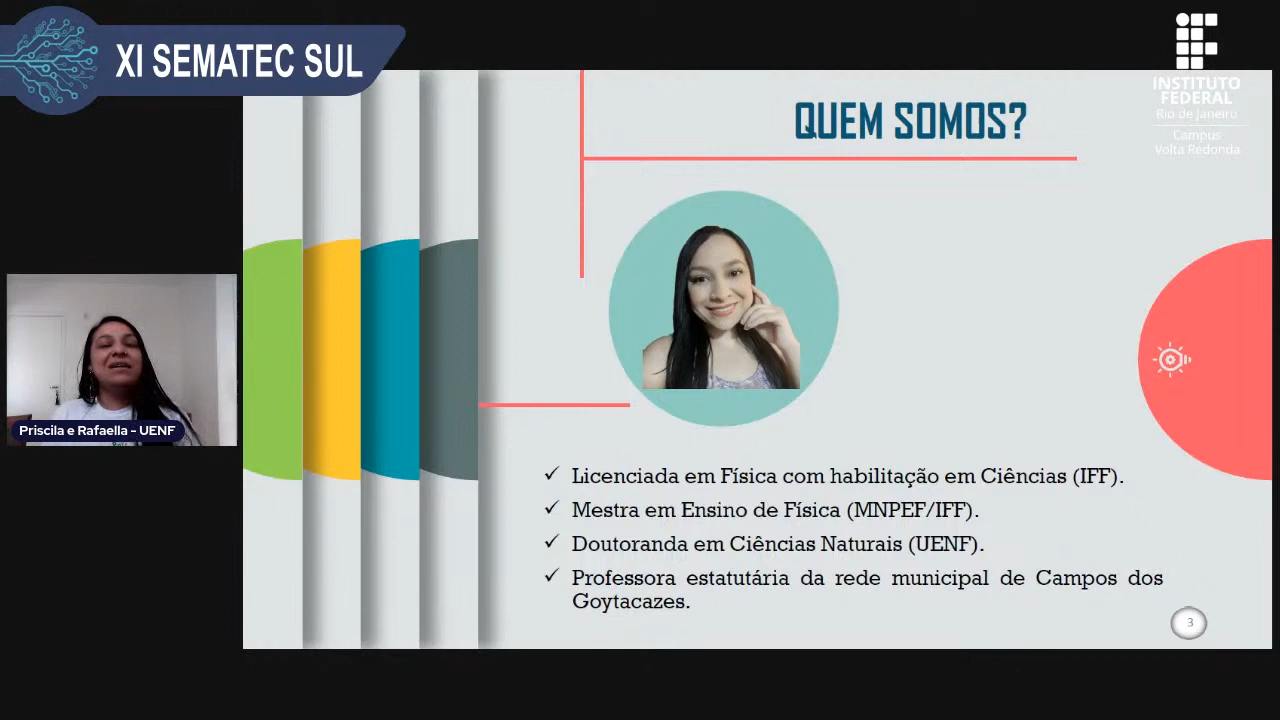 XI SEMATEC SUL
INSTITUTO
FEDERAL
Rio de Janeiro
Campus
Volta Redonda
QUEM SOMOS?
Priscila e Rafaella - UENF
✓ Licenciada em Física com habilitação em Ciências (IFF).
✓ Mestra em Ensino de Física (MNPEF/IFF).
✓ Doutoranda em Ciências Naturais (UENF).
✓ Professora estatutária da rede municipal de Campos dos
Goytacazes.
3